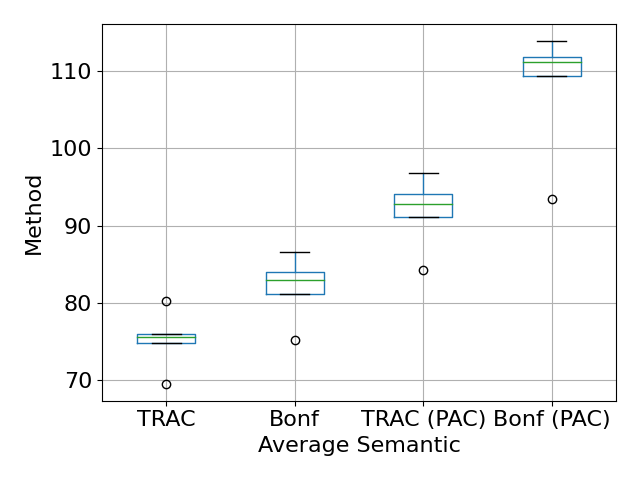 110
100
90
80
70
Method
TRAC Bonf TRAC (PAC) Bonf (PAC)
Average Semantic